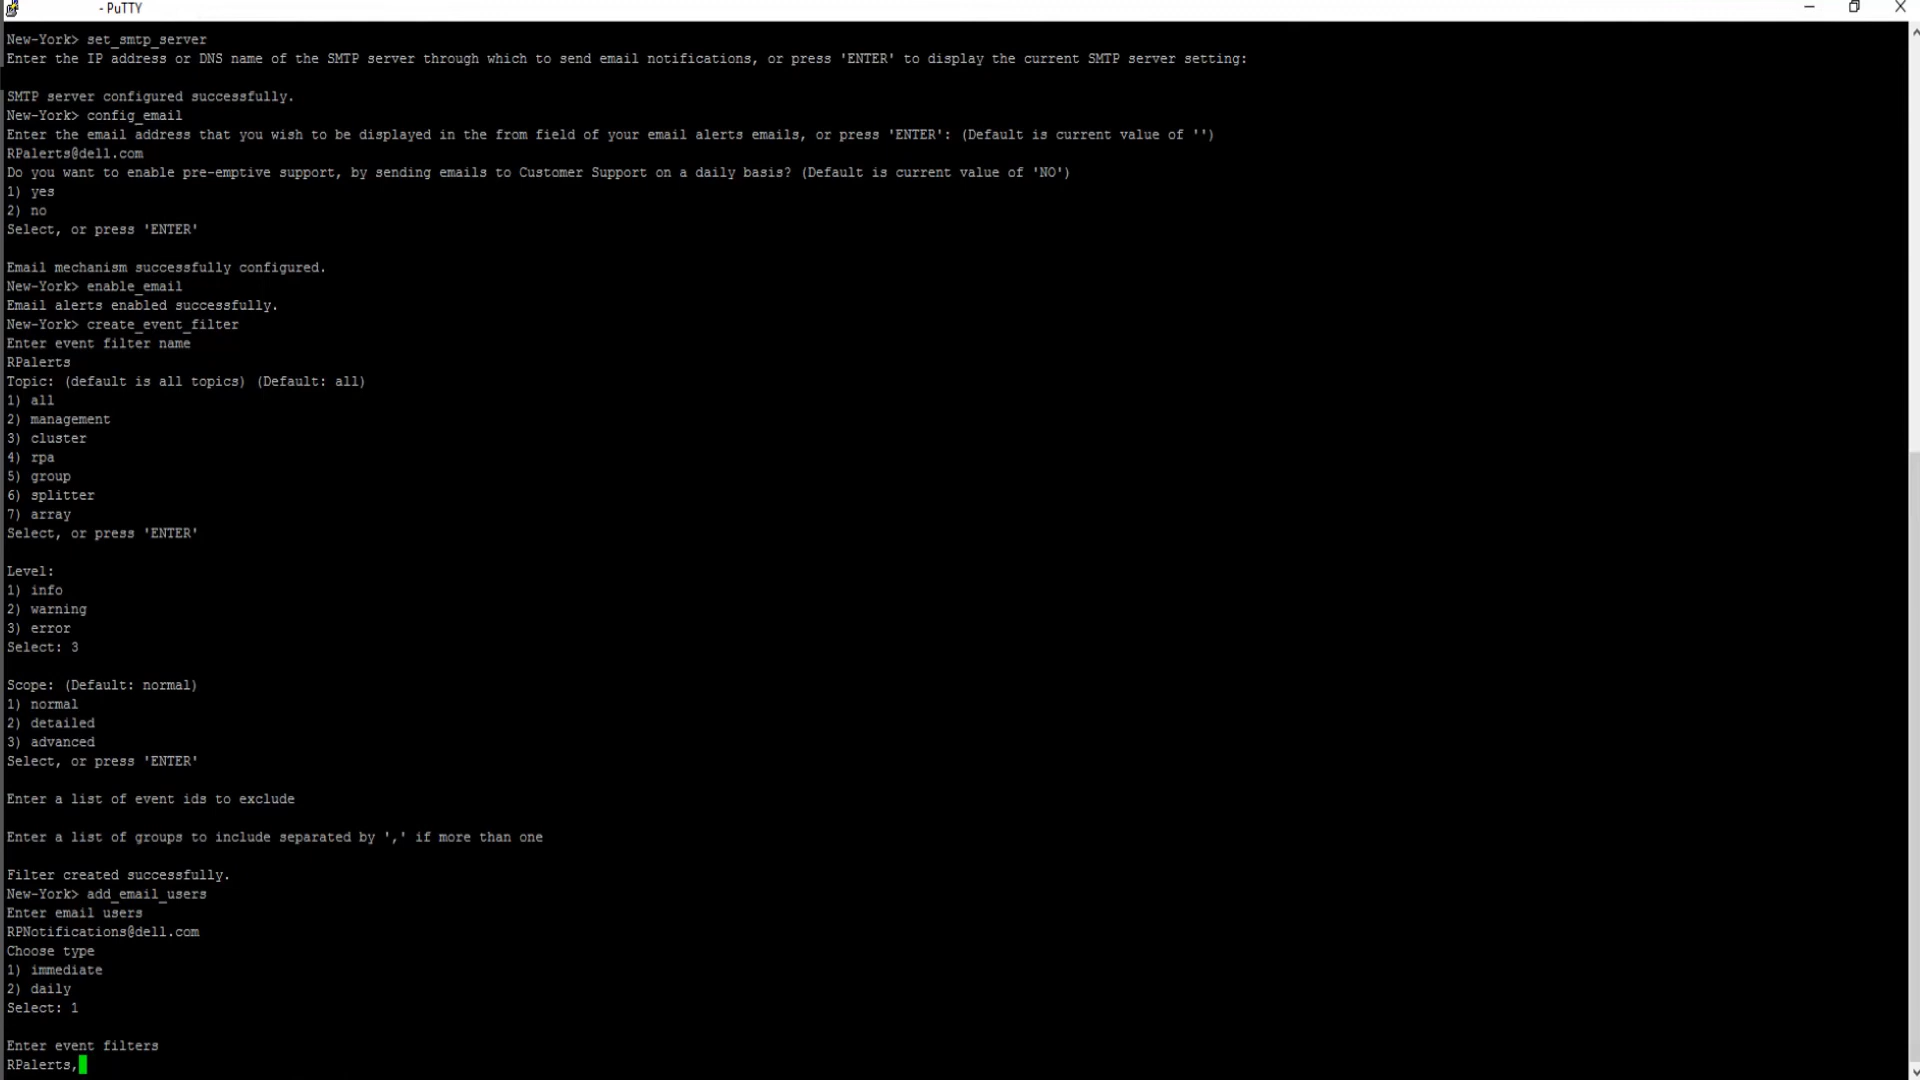 - PuTTY
New-York> set_smtp_server
Enter the IP address or DNS name of the SMTP server through which to send email notifications, or press 'ENTER' to display the current SMTP server setting:
SMTP server configured successfully.
New-York> config_email
Enter the email address that you wish to be displayed in the from field of your email alerts emails, or press 'ENTER': (Default is current value of '')
RPalerts@dell.com
Do you want to enable pre-emptive support, by sending emails to Customer Support on a daily basis? (Default is current value of 'NO')
1) yes
2) no
Select, or press 'ENTER'
Email mechanism successfully configured.
New-York> enable_email
Email alerts enabled successfully.
New-York> create_event_filter
Enter event filter name
RPalerts
Topic: (default is all topics) (Default: all)
1) all
2) management
3) cluster
4) rpa
5) group
6) splitter
7) array
Select, or press 'ENTER'
Level:
1) info
2) warning
3) error
Select: 3
Scope: (Default: normal)
1) normal
2) detailed
3) advanced
Select, or press 'ENTER'
Enter a list of event ids to exclude
Enter a list of groups to include separated by ',' if more than one
Filter created successfully.
New-York> add_email_users
Enter email users
RPNotifications@dell.com
Choose type
1) immediate
2) daily
Select: 1
Enter event filters
RPalerts,